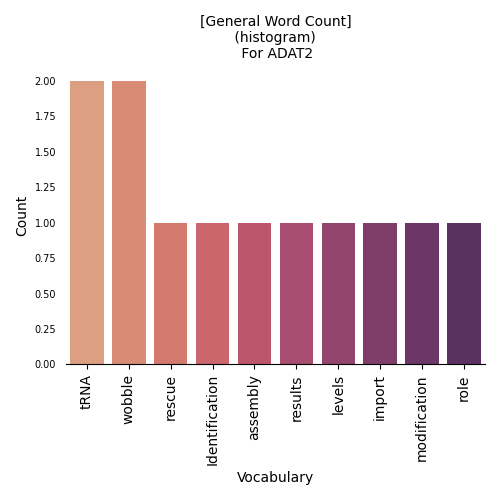 [General Word Count]
(histogram)
For ADAT2
2.00
1.75
1.50
1.25
1.00
0.75
0.50
0.25
0.00
Count
tRNA
wobble
rescue
Identification
assembly
results
levels
import
modification
role
Vocabulary